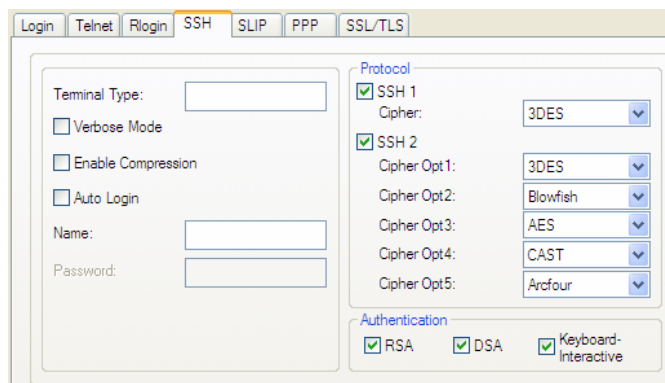 Login Telnet Rlogin SSH SLIP PPP SSL/TLS
Terminal Type:
Verbose Mode
Enable Compression
Auto Login
Name:
Password:
Protocol
SSH 1
Cipher: 3DES
SSH 2
Cipher Opt1: 3DES
Cipher Opt2: Blowfish
Cipher Opt3: AES
Cipher Opt4: CAST
Cipher Opt5: Arcfour
Authentication
RSA DSA Keyboard-
Interactive